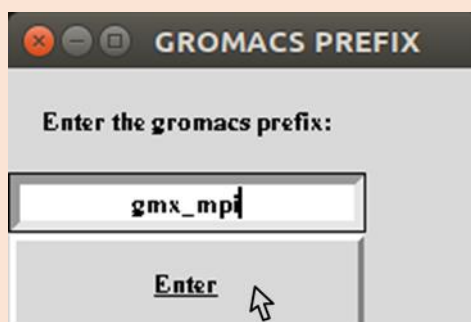 GROMACS PREFIX
Enter the gromacs prefix:
gmx_mpi
Enter